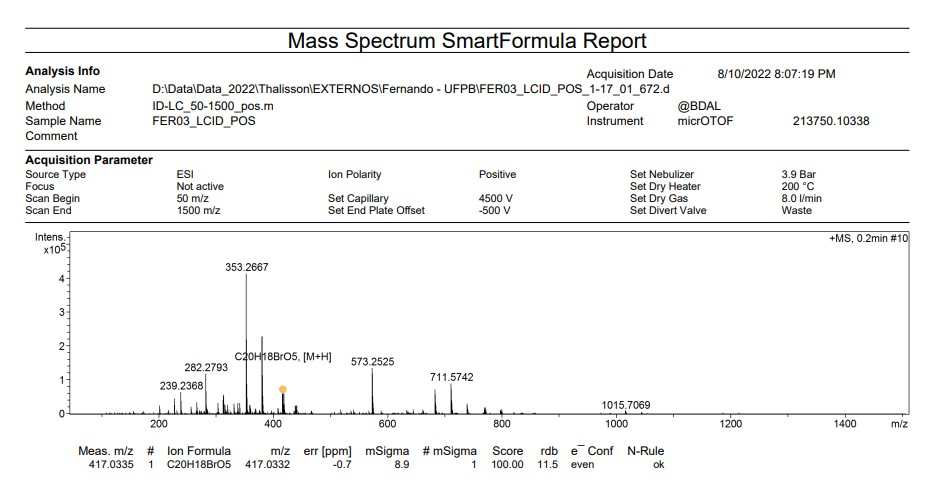 Mass Spectrum SmartFormula Report
Analysis Info
Acquisition Date 8/10/2022 8:07:19 PM
Analysis Name D:\Data\Data_2022\Thalisson\EXTERNOS\Fernando - UFPB\FER03_LCID_POS_1-17_01_672.d
Method ID-LC_50-1500_pos.m Operator @BDAL
Sample Name FER03_LCID_POS Instrument micrOTOF 213750.10338
Comment
Acquisition Parameter
Source Type ESI Ion Polarity Positive Set Nebulizer 3.9 Bar
Focus Not active Set Dry Heater 200 °C
Scan Begin 50 m/z Set Capillary 4500 V Set Dry Gas 8.0 l/min
Scan End 1500 m/z Set End Plate Offset -500 V Set Divert Valve Waste
Intens. +MS, 0.2min #10
x10⁵
353.2667
4
3
2
C20H18BrO5, [M+H]
573.2525
282.2793
711.5742
1
239.2368
1015.7069
0
200 400 600 800 1000 1200 1400 m/z
Meas. m/z # Ion Formula m/z err [ppm] mSigma # mSigma Score rdb e¯ Conf N-Rule
417.0335 1 C20H18BrO5 417.0332 -0.7 8.9 1 100.00 11.5 even ok